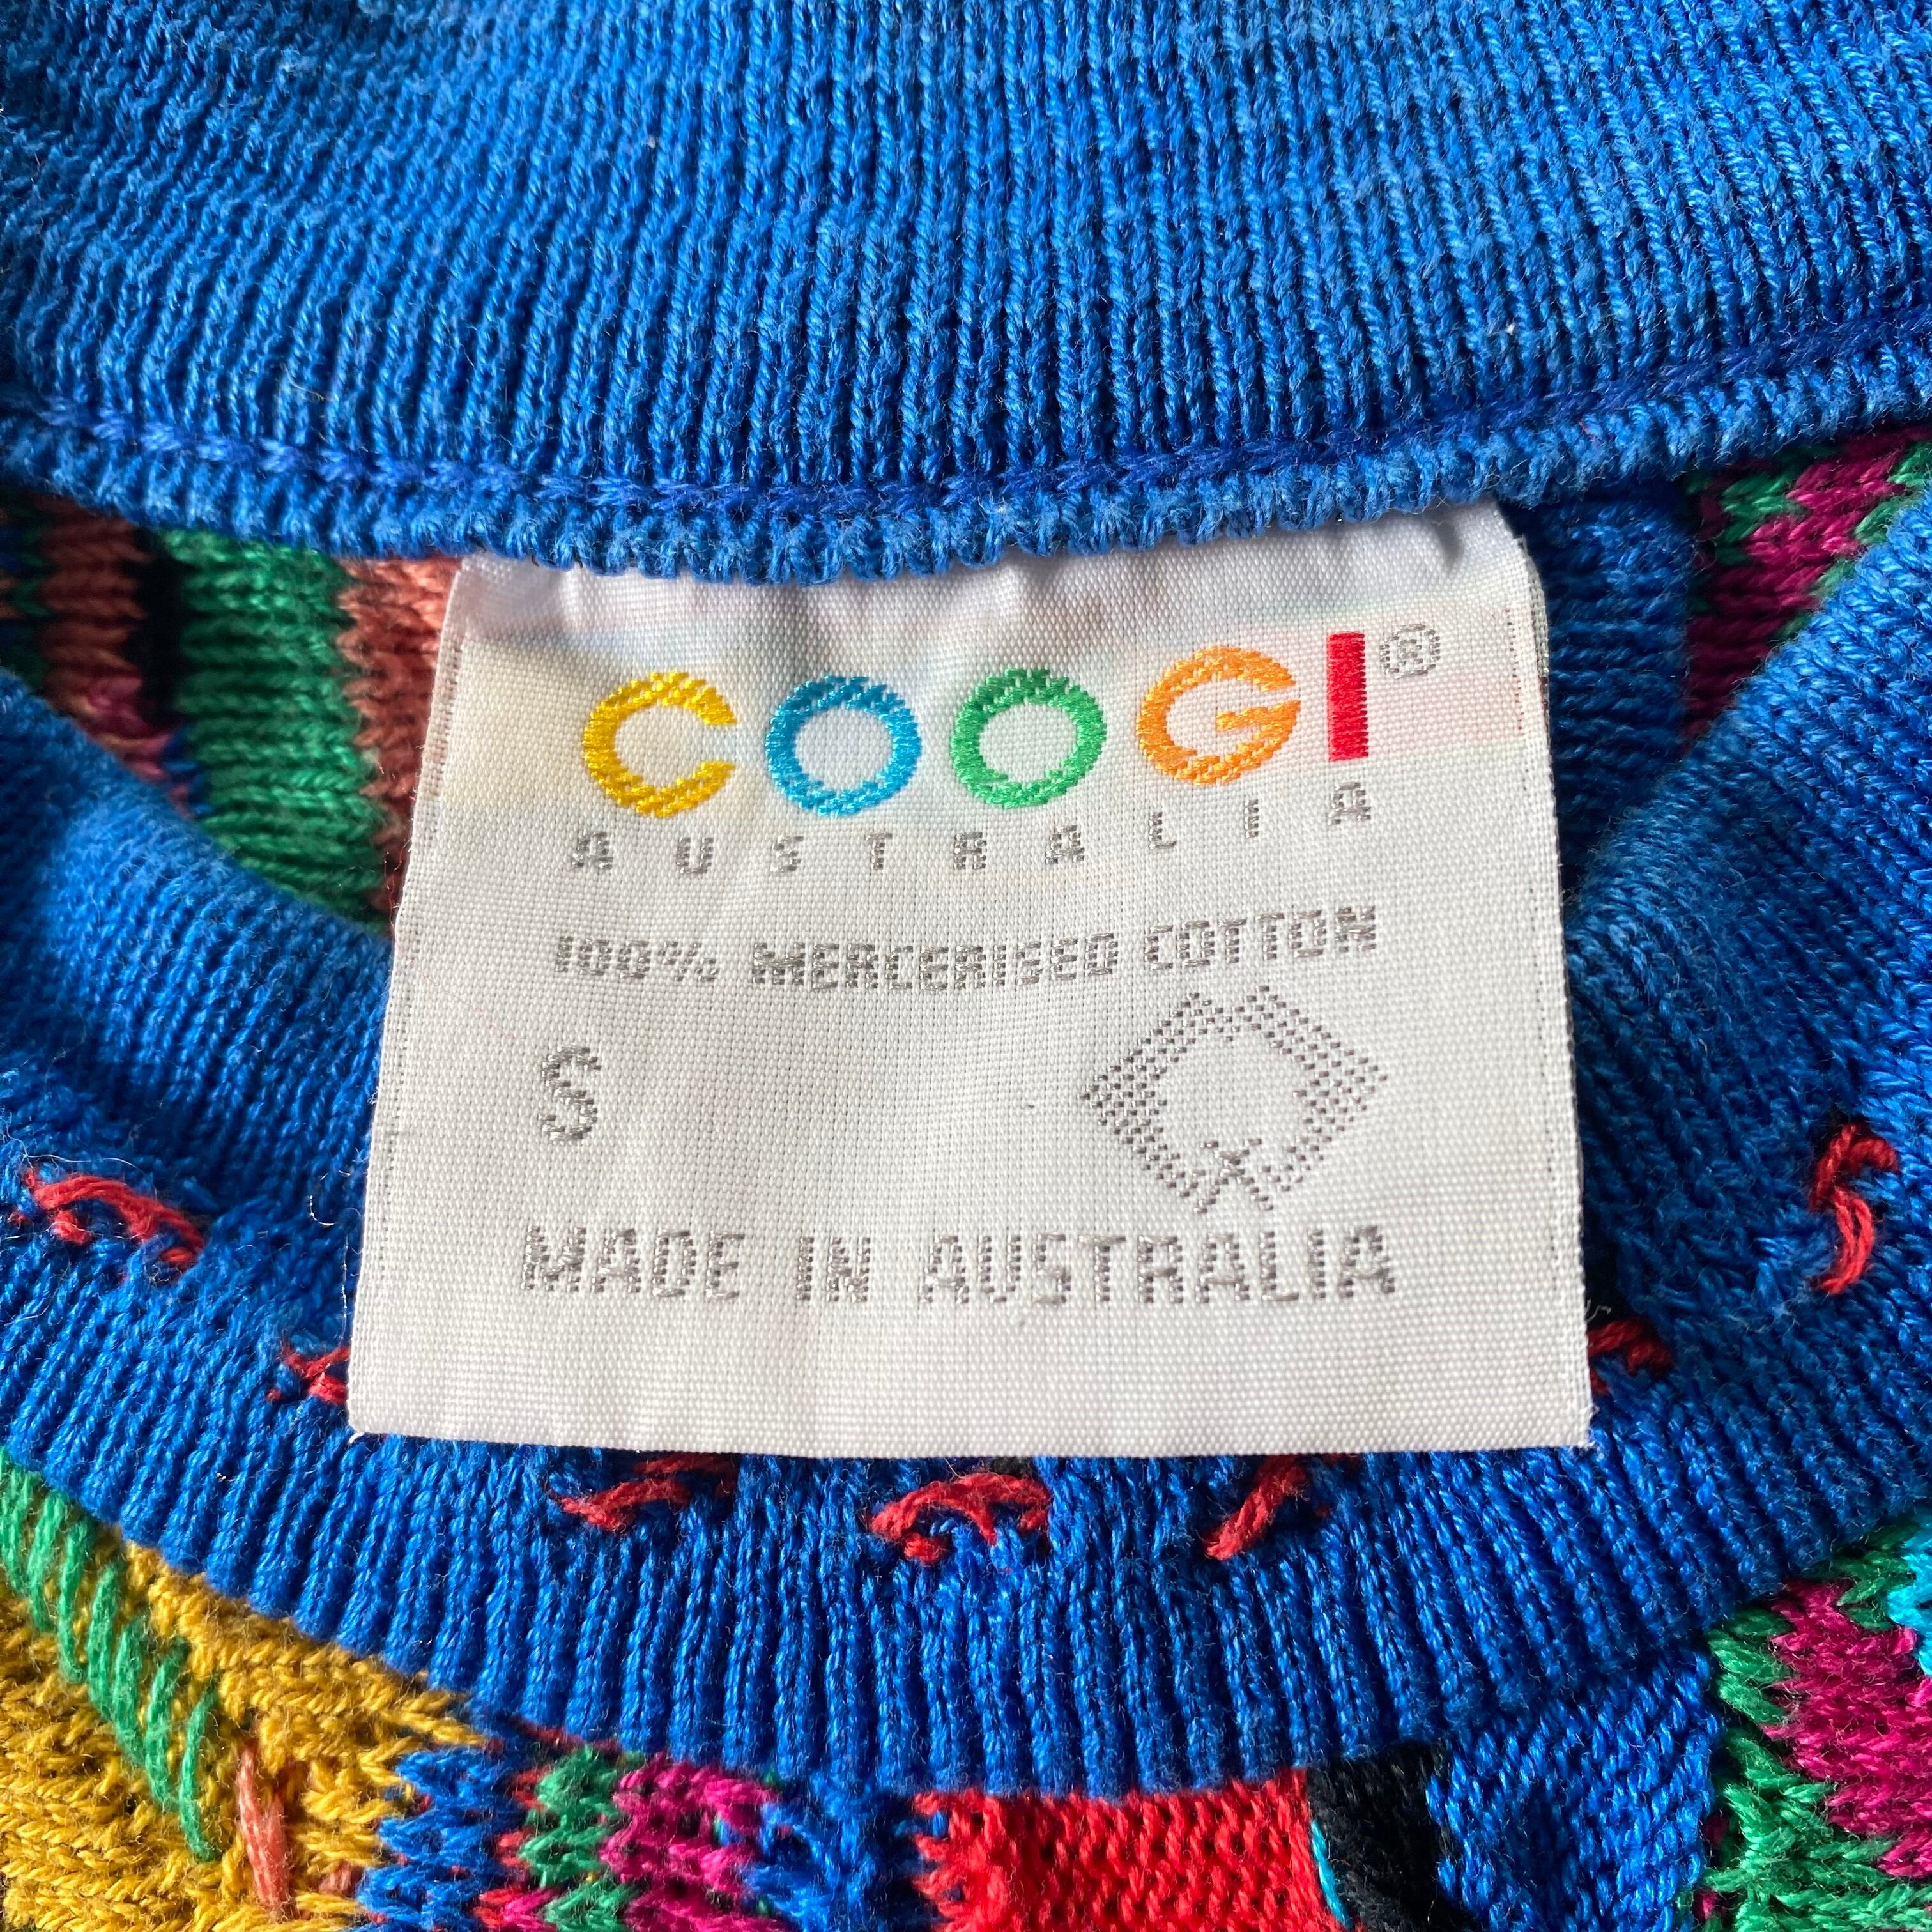 COOGI®
AUSTRALIA
100% MERCERISED COTTON
S
MADE IN AUSTRALIA